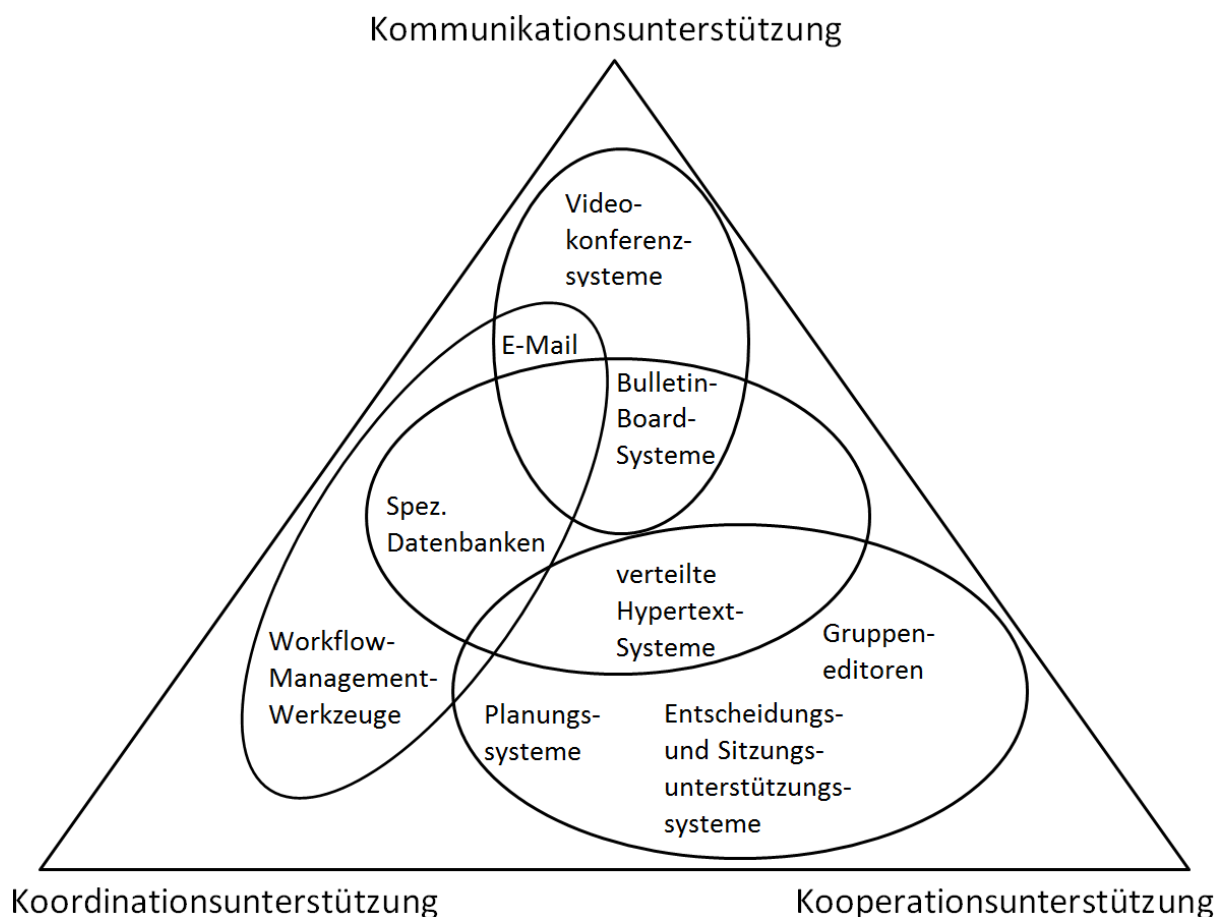 Kommunikationsunterstützung
Video-
konferenz-
systeme
E-Mail
Bulletin-
Board-
Systeme
Spez.
Datenbanken
verteilte
Hypertext-
Systeme
Gruppen-
editoren
Workflow-
Management-
Werkzeuge
Planungs-
systeme
Entscheidungs-
und Sitzungs-
unterstützungs-
systeme
Koordinationsunterstützung
Kooperationsunterstützung